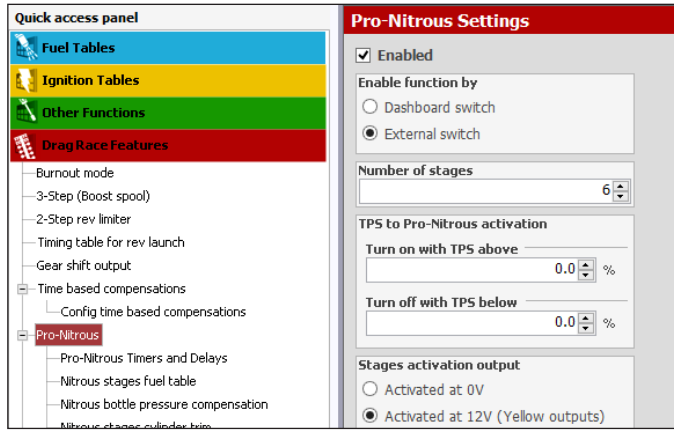 Quick access panel
Fuel Tables
Ignition Tables
Other Functions
Drag Race Features
Burnout mode
3-Step (Boost spool)
2-Step rev limiter
Timing table for rev launch
Gear shift output
Time based compensations
Config time based compensations
Pro-Nitrous
Pro-Nitrous Timers and Delays
Nitrous stages fuel table
Nitrous bottle pressure compensation
Nitrous stages cylinder trim
Pro-Nitrous Settings
Enabled
Enable function by
Dashboard switch
External switch
Number of stages
6
TPS to Pro-Nitrous activation
Turn on with TPS above
0.0 %
Turn off with TPS below
0.0 %
Stages activation output
Activated at 0V
Activated at 12V (Yellow outputs)